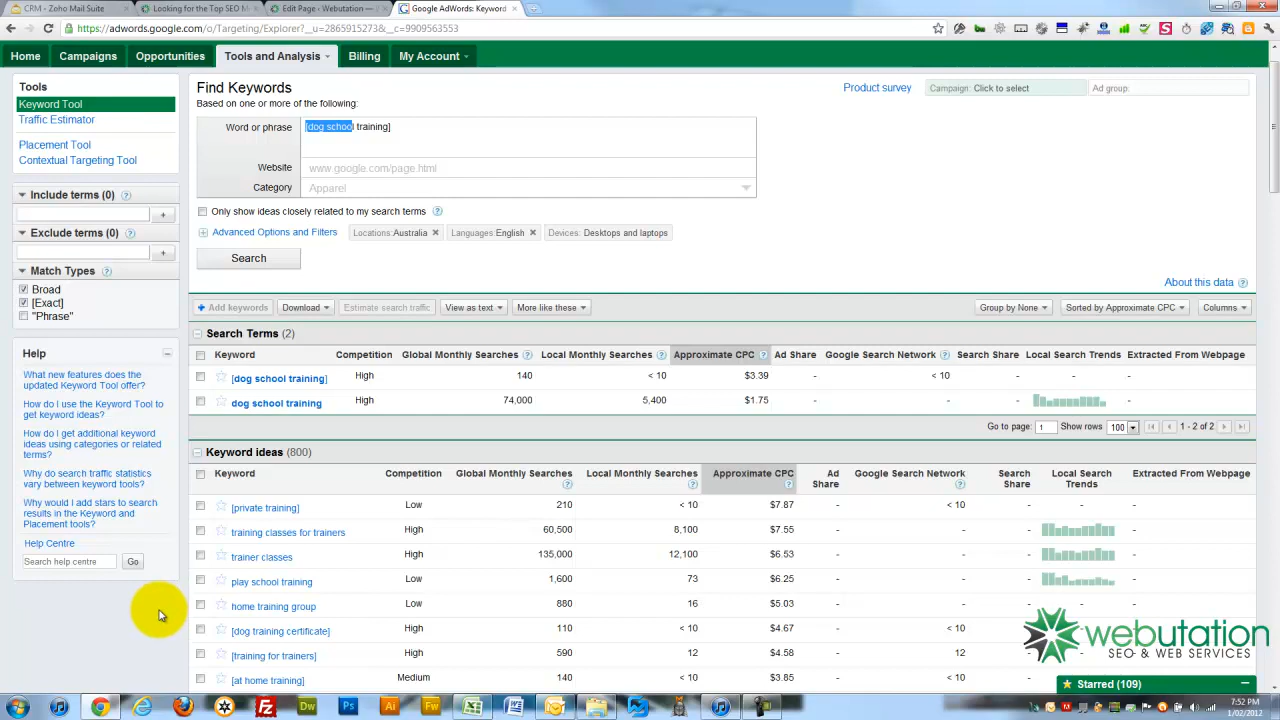 CRM - Zoho Mail Suite
Looking for the Top SEO M
Edit Page ‹ Webutation —
Google AdWords: Keyword
https://adwords.google.com/o/Targeting/Explorer?__u=2865915273&__c=9909563553
Home Campaigns Opportunities Tools and Analysis Billing My Account
Tools
Keyword Tool
Traffic Estimator
Placement Tool
Contextual Targeting Tool
Include terms (0) ?
+
Exclude terms (0) ?
+
Match Types ?
Broad
[Exact]
"Phrase"
Help
What new features does the
updated Keyword Tool offer?
How do I use the Keyword Tool to
get keyword ideas?
How do I get additional keyword
ideas using categories or related
terms?
Why do search traffic statistics
vary between keyword tools?
Why would I add stars to search
results in the Keyword and
Placement tools?
Help Centre
Search help centre Go
Find Keywords
Product survey
Campaign: Click to select
Ad group:
Based on one or more of the following:
Word or phrase [dog school training]
Website www.google.com/page.html
Category Apparel
Only show ideas closely related to my search terms ?
Advanced Options and Filters Locations:Australia × Languages:English × Devices: Desktops and laptops
Search
About this data ?
+ Add keywords Download Estimate search traffic View as text More like these Group by None Sorted by Approximate CPC Columns
Search Terms (2)
Keyword Competition Global Monthly Searches ? Local Monthly Searches ? Approximate CPC ? Ad Share Google Search Network ? Search Share Local Search Trends Extracted From Webpage
[dog school training] High 140 < 10 $3.39 - < 10 - - -
dog school training High 74,000 5,400 $1.75 - - - -
Go to page: 1 Show rows 100 1 - 2 of 2
Keyword ideas (800)
Keyword Competition Global Monthly Searches ? Local Monthly Searches ? Approximate CPC ? Ad Share Google Search Network ? Search Share Local Search Trends Extracted From Webpage
[private training] Low 210 < 10 $7.87 - < 10 - - -
training classes for trainers High 60,500 8,100 $7.55 - - - -
trainer classes High 135,000 12,100 $6.53 - - - -
play school training Low 1,600 73 $6.25 - - - -
home training group Low 880 16 $5.03 - - - - -
[dog training certificate] High 110 < 10 $4.67 - < 10 - -
[training for trainers] High 590 12 $4.58 - 12 -
[at home training] Medium 140 < 10 $3.85 - < 10 -
webutation
SEO & WEB SERVICES
Starred (109)
Dw
Ps
Ai
Fw
7:52 PM
1/02/2012